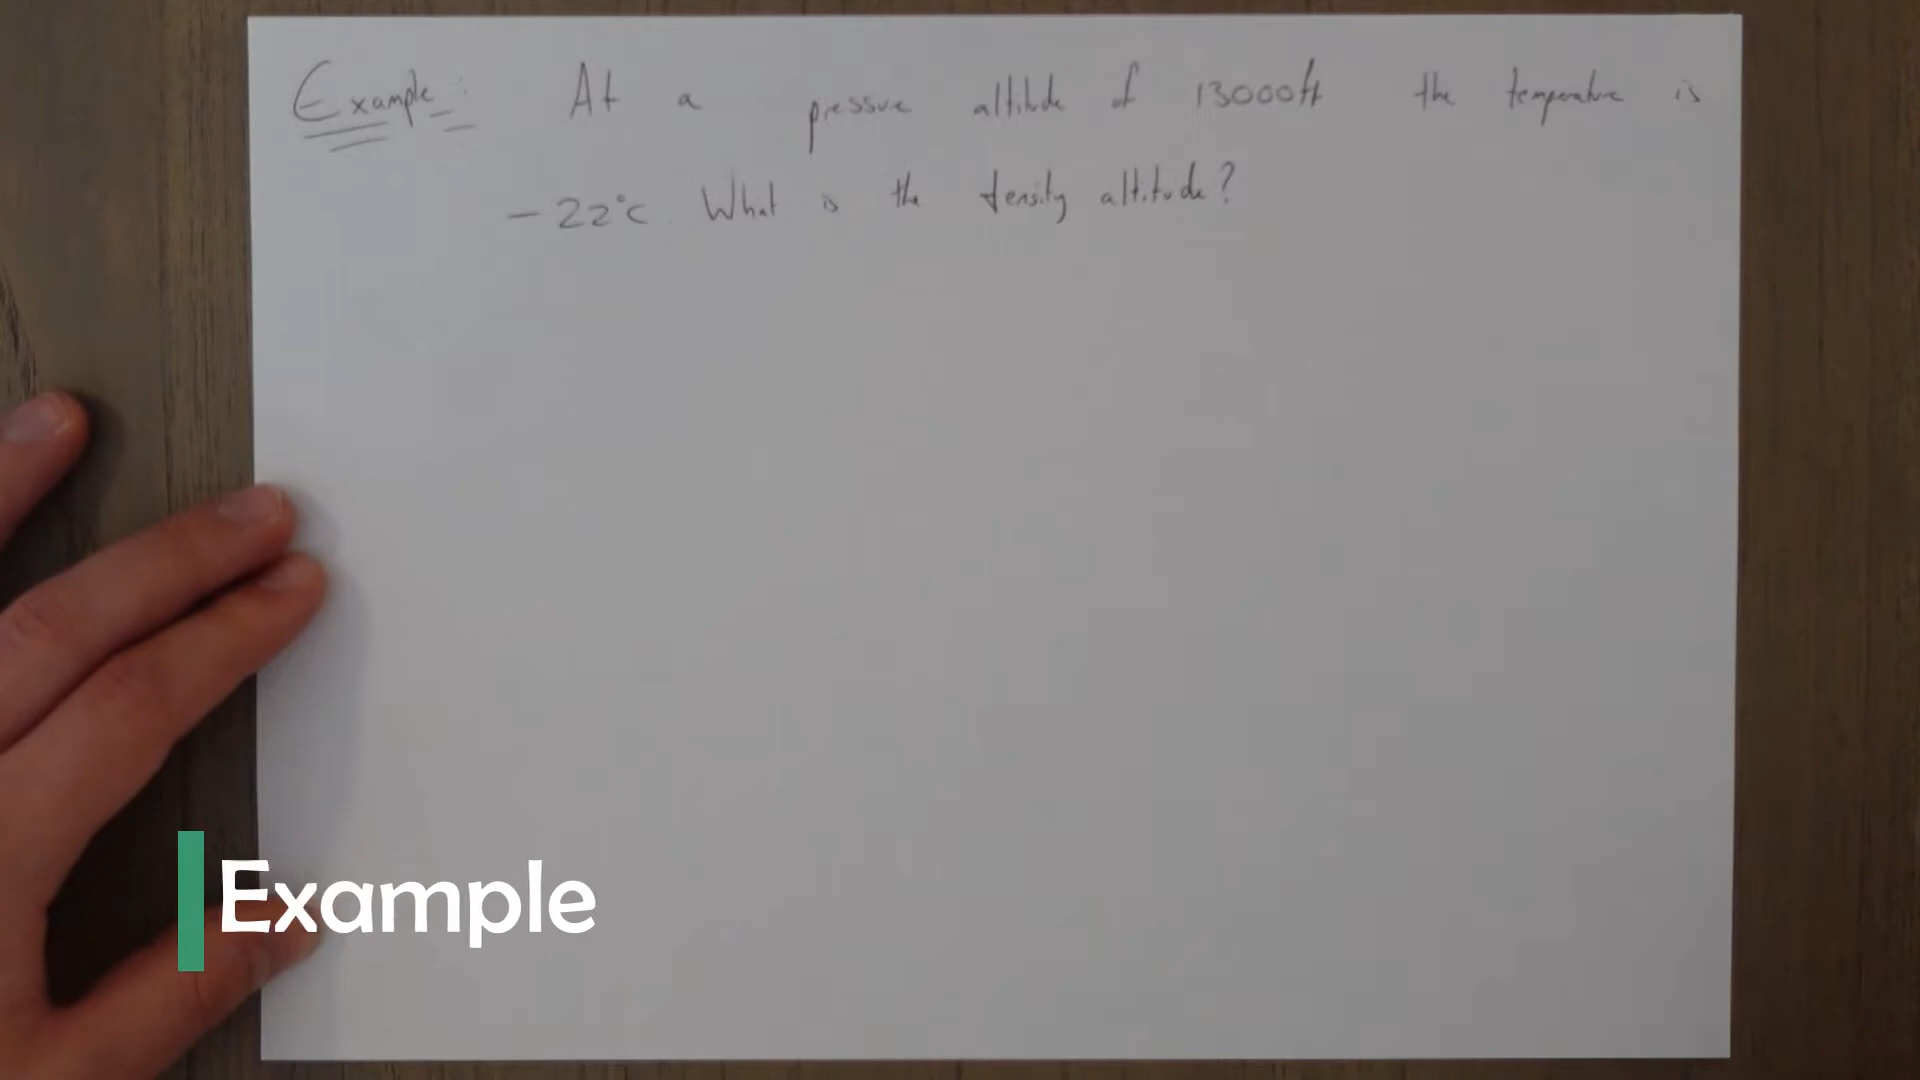 Example: At a pressure altitude of 13000ft the temperature is
-22°C. What is the density altitude?
Example